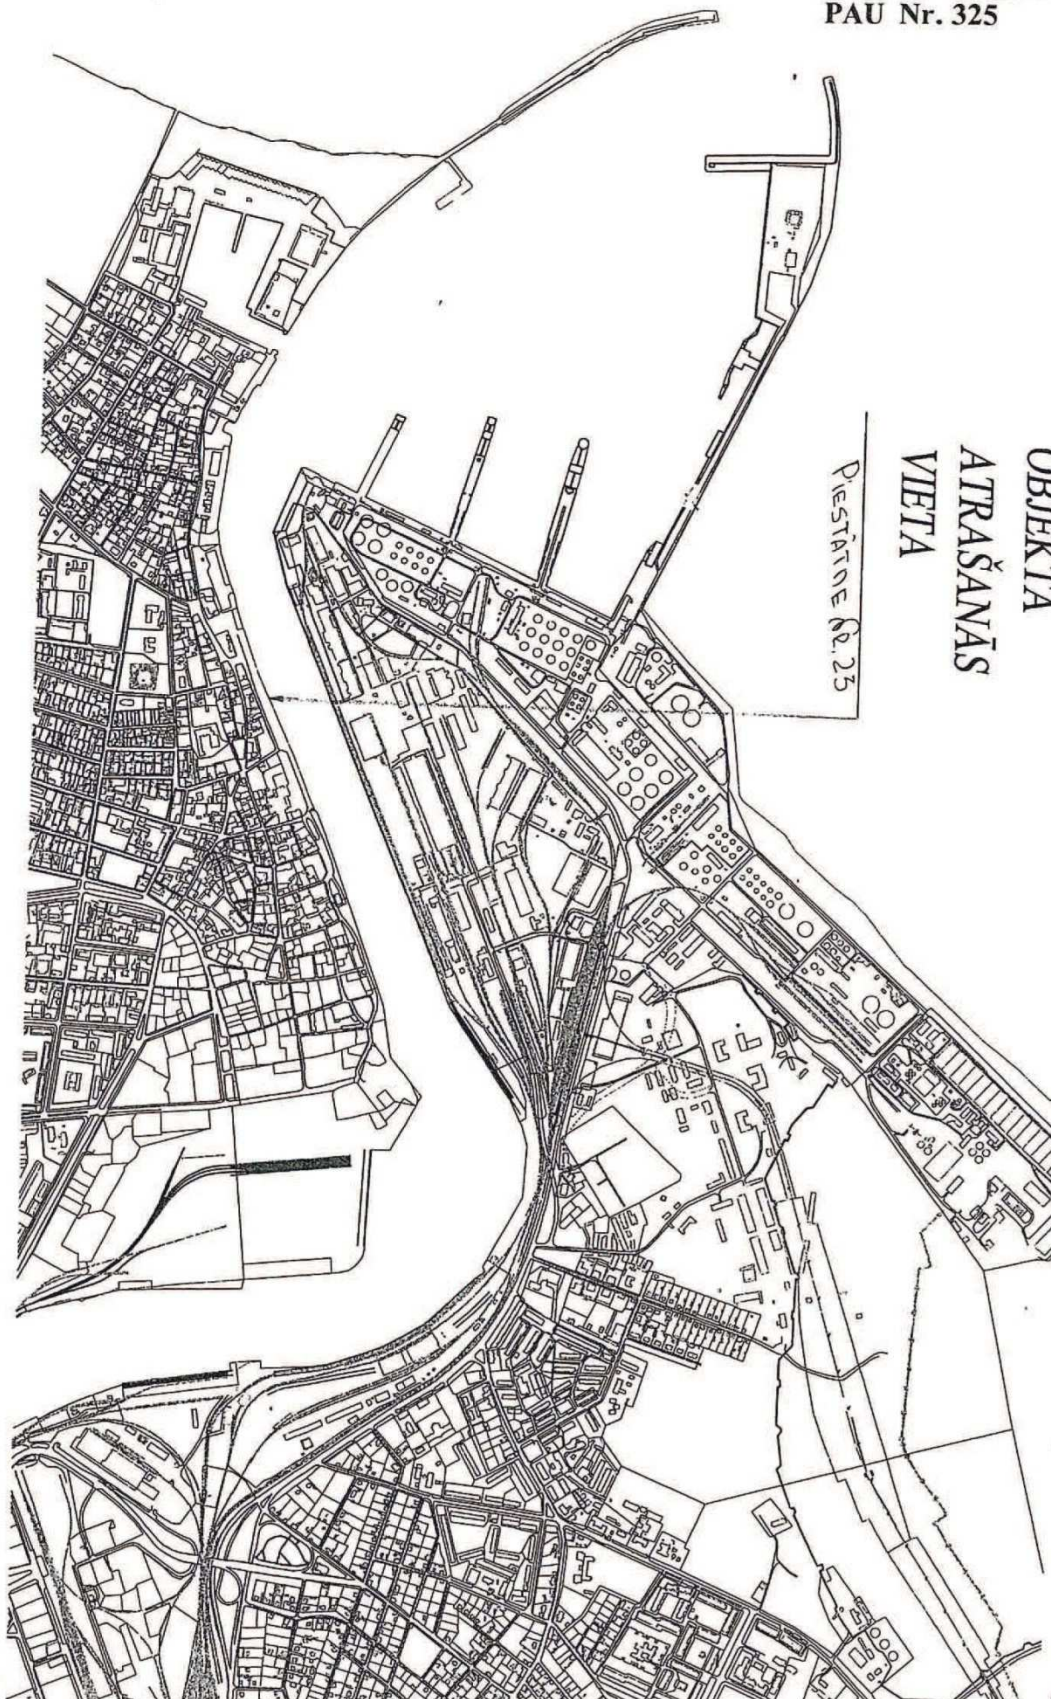 PAU Nr. 325
OBJEKTA
ATRAŠANĀS
VIETA
PIESTĀTNE NR. 23